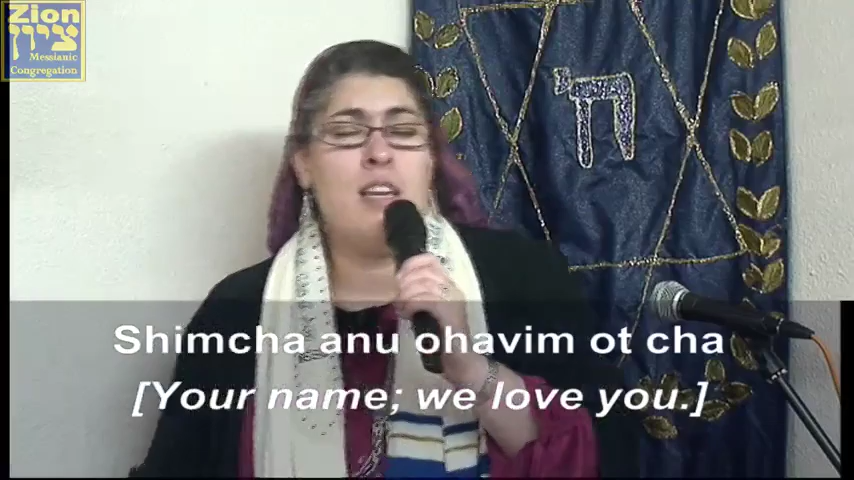 Zion
ציון
Messianic
Congregation
חי
Shimcha anu ohavim ot cha
[Your name; we love you.]